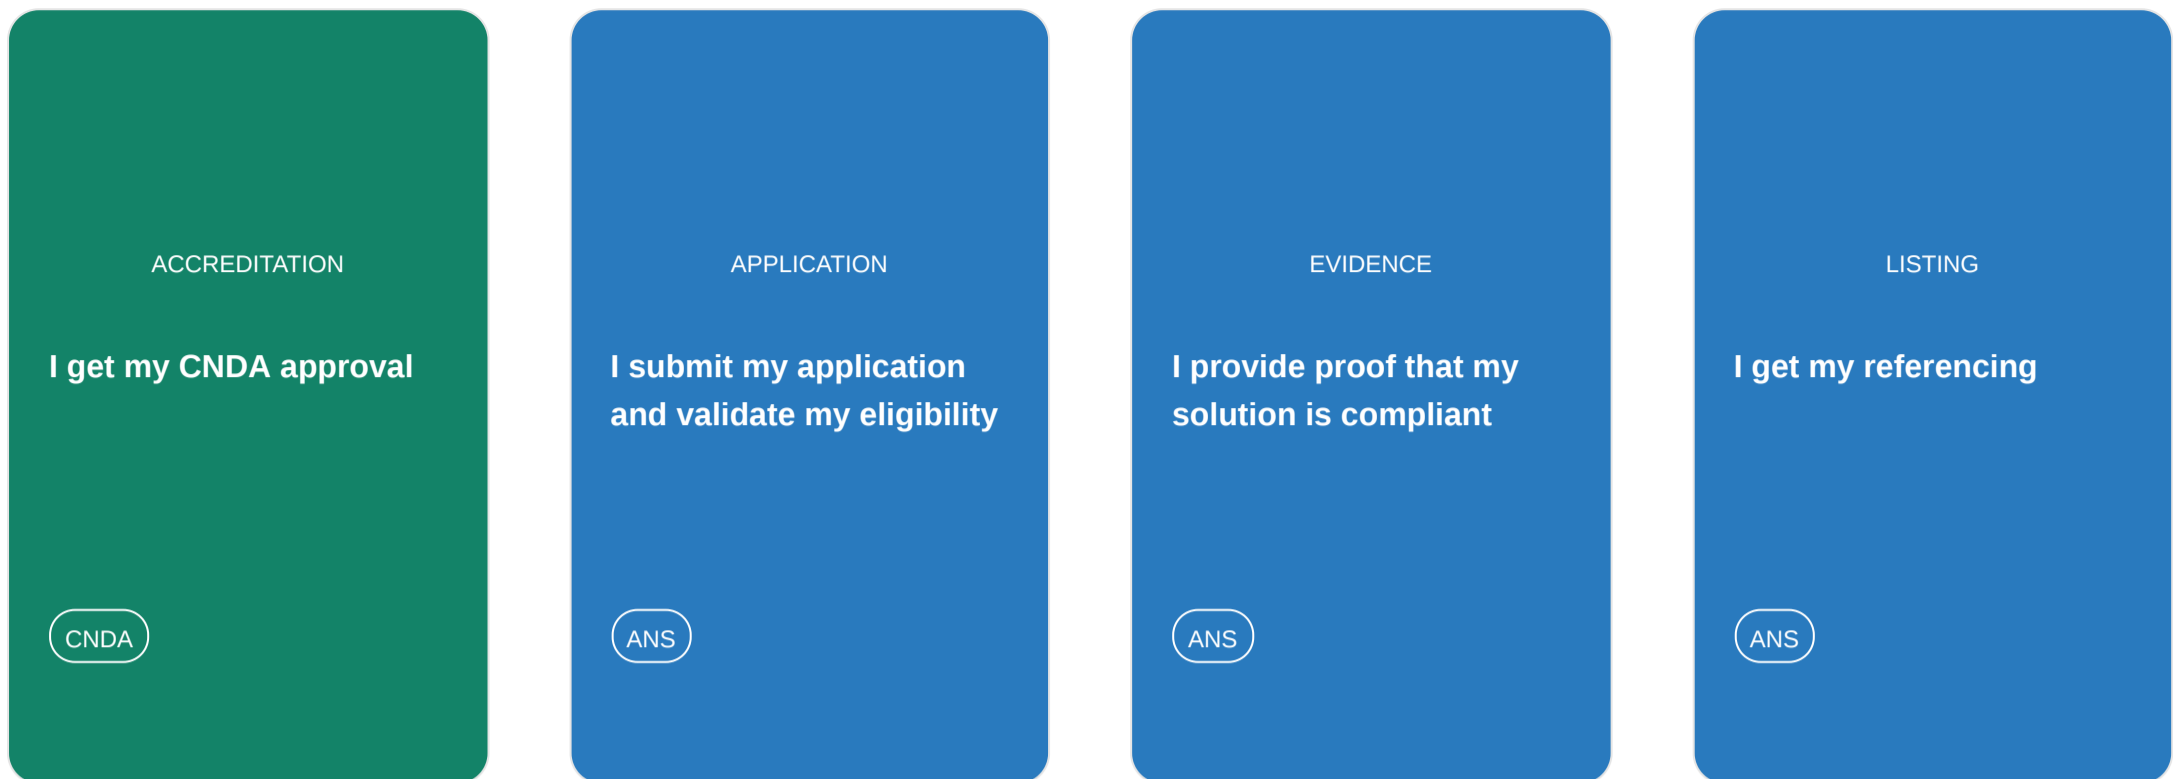 ACCREDITATION
I get my CNDA approval
CNDA
APPLICATION
I submit my application
and validate my eligibility
ANS
EVIDENCE
I provide proof that my
solution is compliant
ANS
LISTING
I get my referencing
ANS